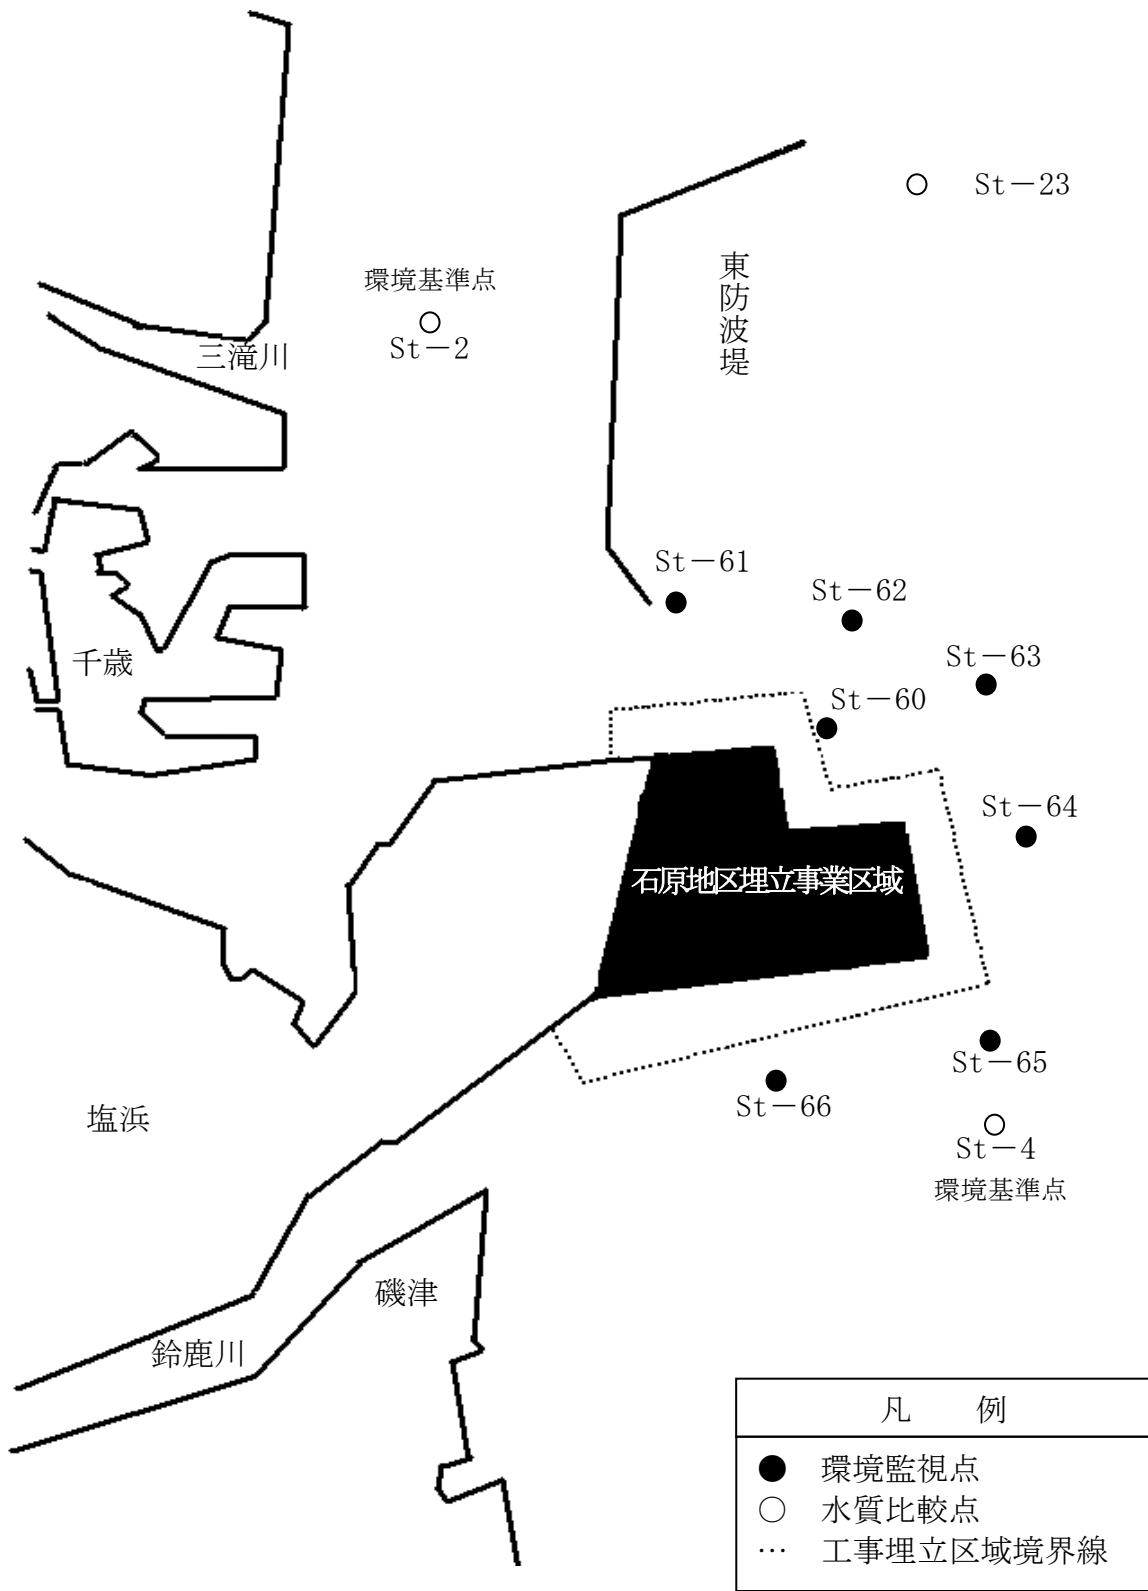 St－23
東防波堤
環境基準点
St－2
三滝川
St－61
St－62
St－63
千歳
St－60
St－64
石原地区埋立事業区域
St－65
St－66
塩浜
St－4
環境基準点
磯津
鈴鹿川
凡　例
● 環境監視点
○ 水質比較点
… 工事埋立区域境界線